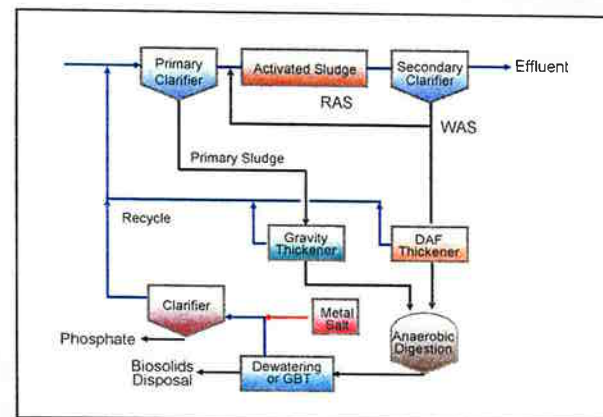 Primary
Clarifier
Activated Sludge
Secondary
Clarifier
Effluent
RAS
WAS
Primary Sludge
Recycle
Gravity
Thickener
DAF
Thickener
Clarifier
Metal
Salt
Anaerobic
Digestion
Phosphate
Biosolids
Disposal
Dewatering
or GBT